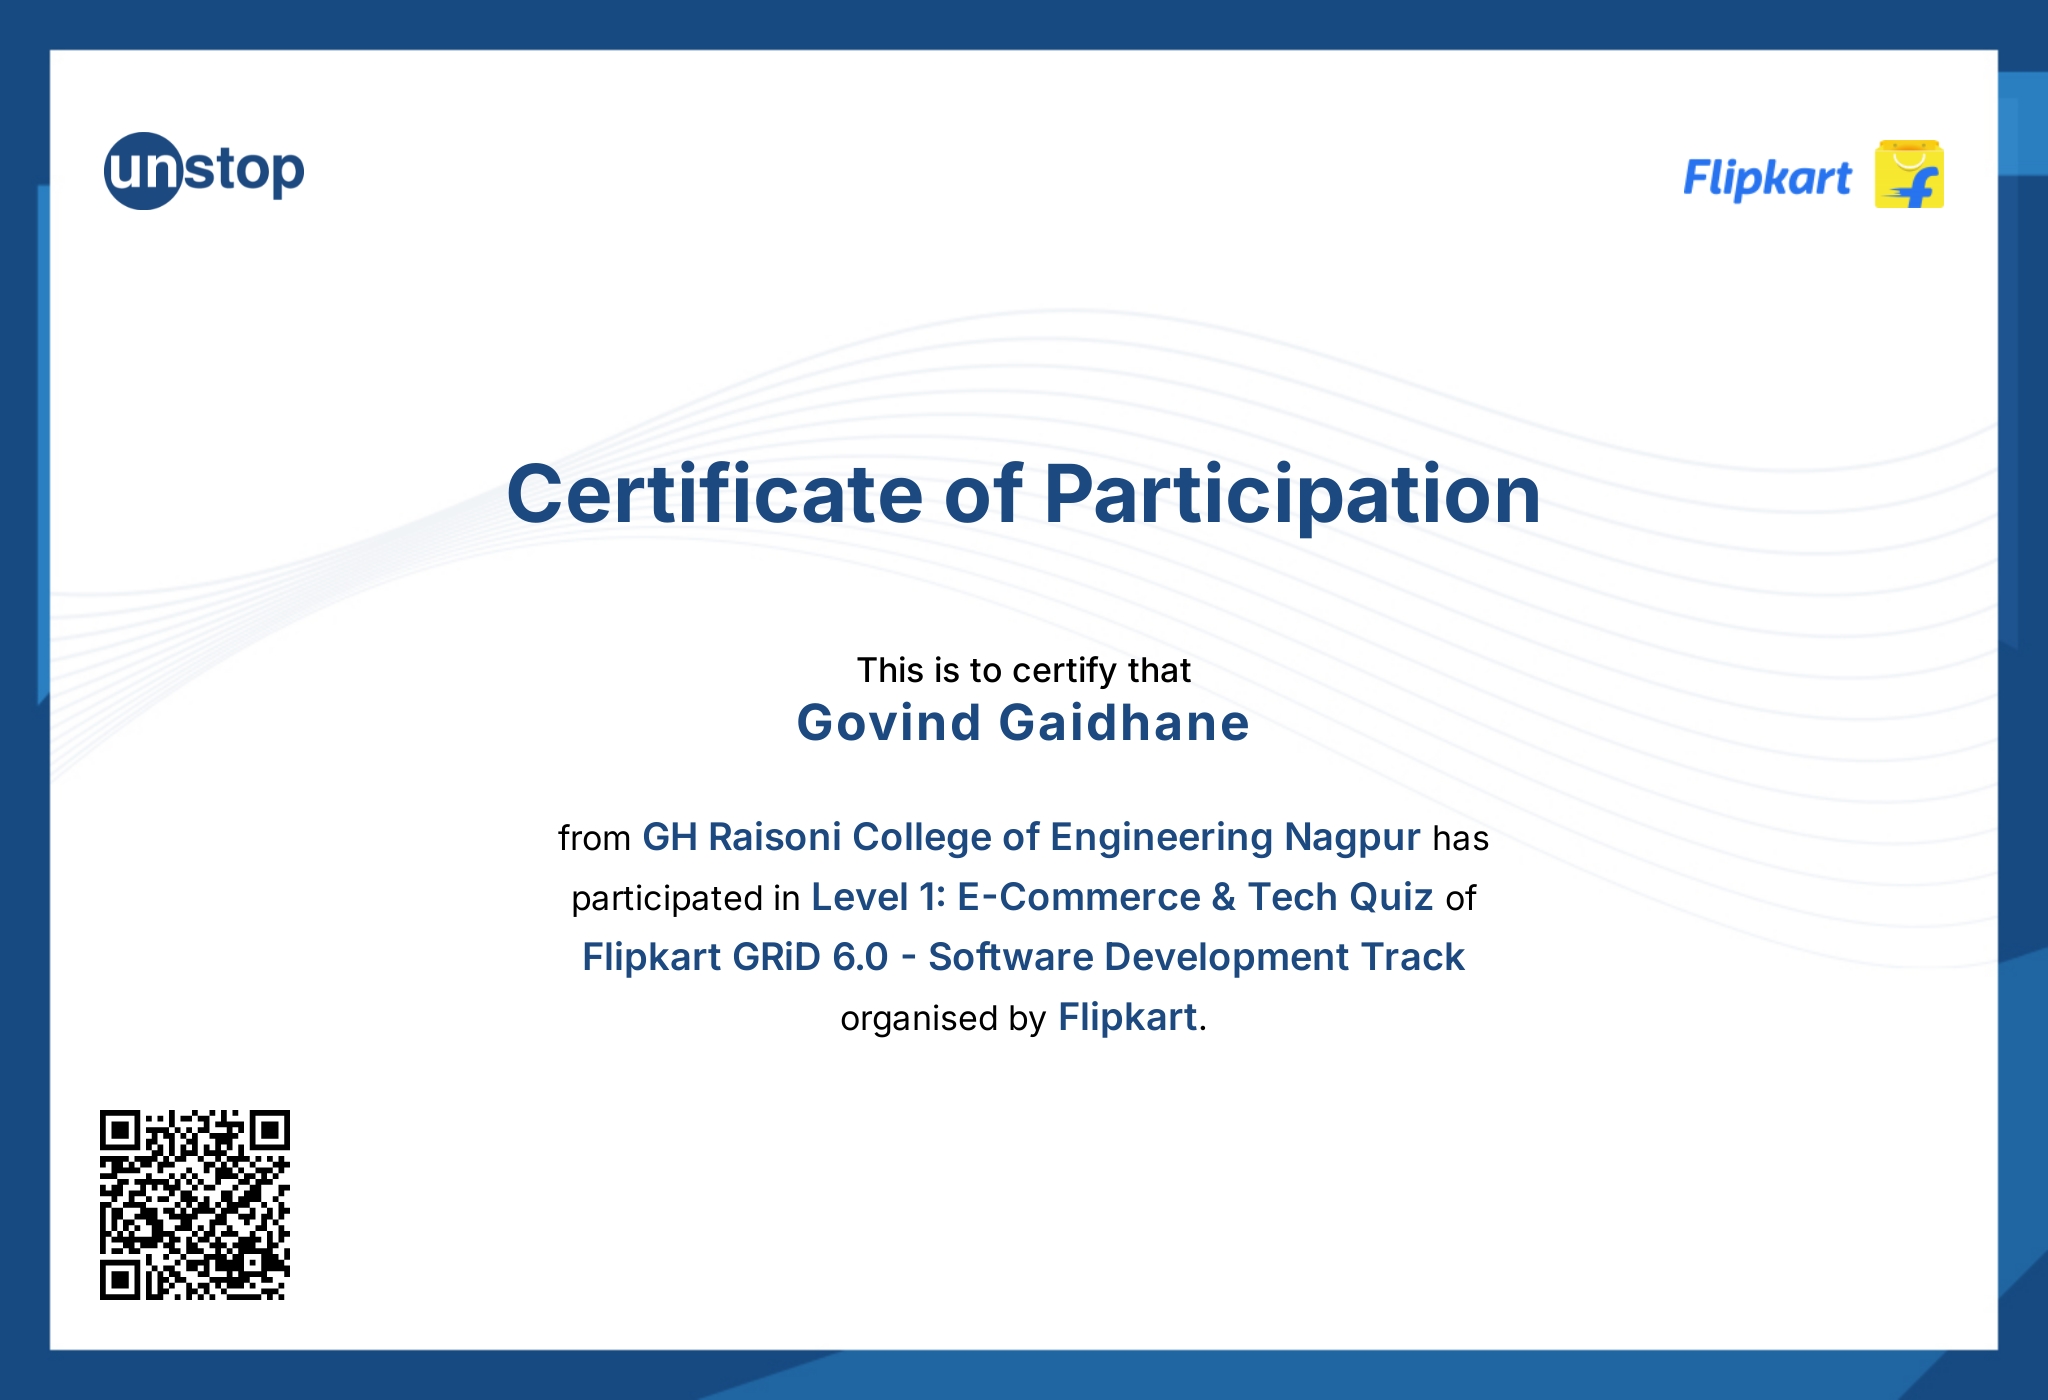 unstop
Flipkart
Certificate of Participation
This is to certify that
Govind Gaidhane
from GH Raisoni College of Engineering Nagpur has
participated in Level 1: E-Commerce & Tech Quiz of
Flipkart GRiD 6.0 - Software Development Track
organised by Flipkart.